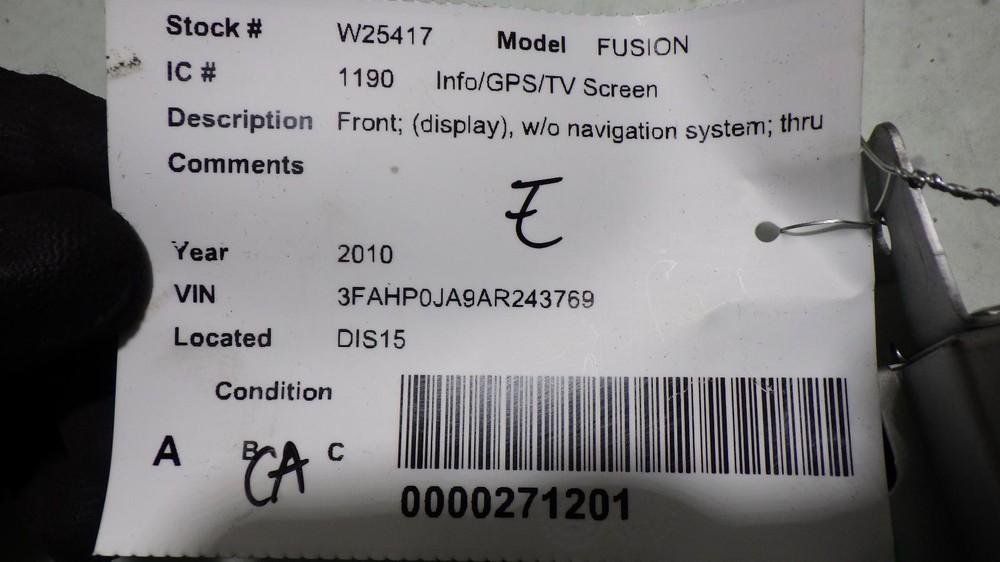 Stock # W25417 Model FUSION
IC # 1190 Info/GPS/TV Screen
Description Front; (display), w/o navigation system; thru
Comments
E
Year 2010
VIN 3FAHP0JA9AR243769
Located DIS15
Condition
A B C
CA
0000271201